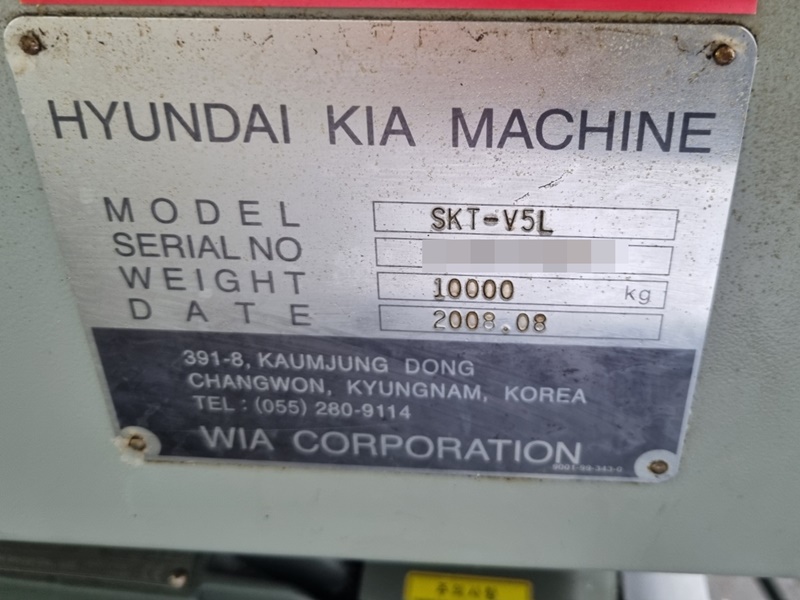 HYUNDAI KIA MACHINE
MODEL SKT-V5L
SERIAL NO
WEIGHT 10000 kg
DATE 2008.08
391-8, KAUMJUNG DONG
CHANGWON, KYUNGNAM, KOREA
TEL : (055) 280-9114
WIA CORPORATION